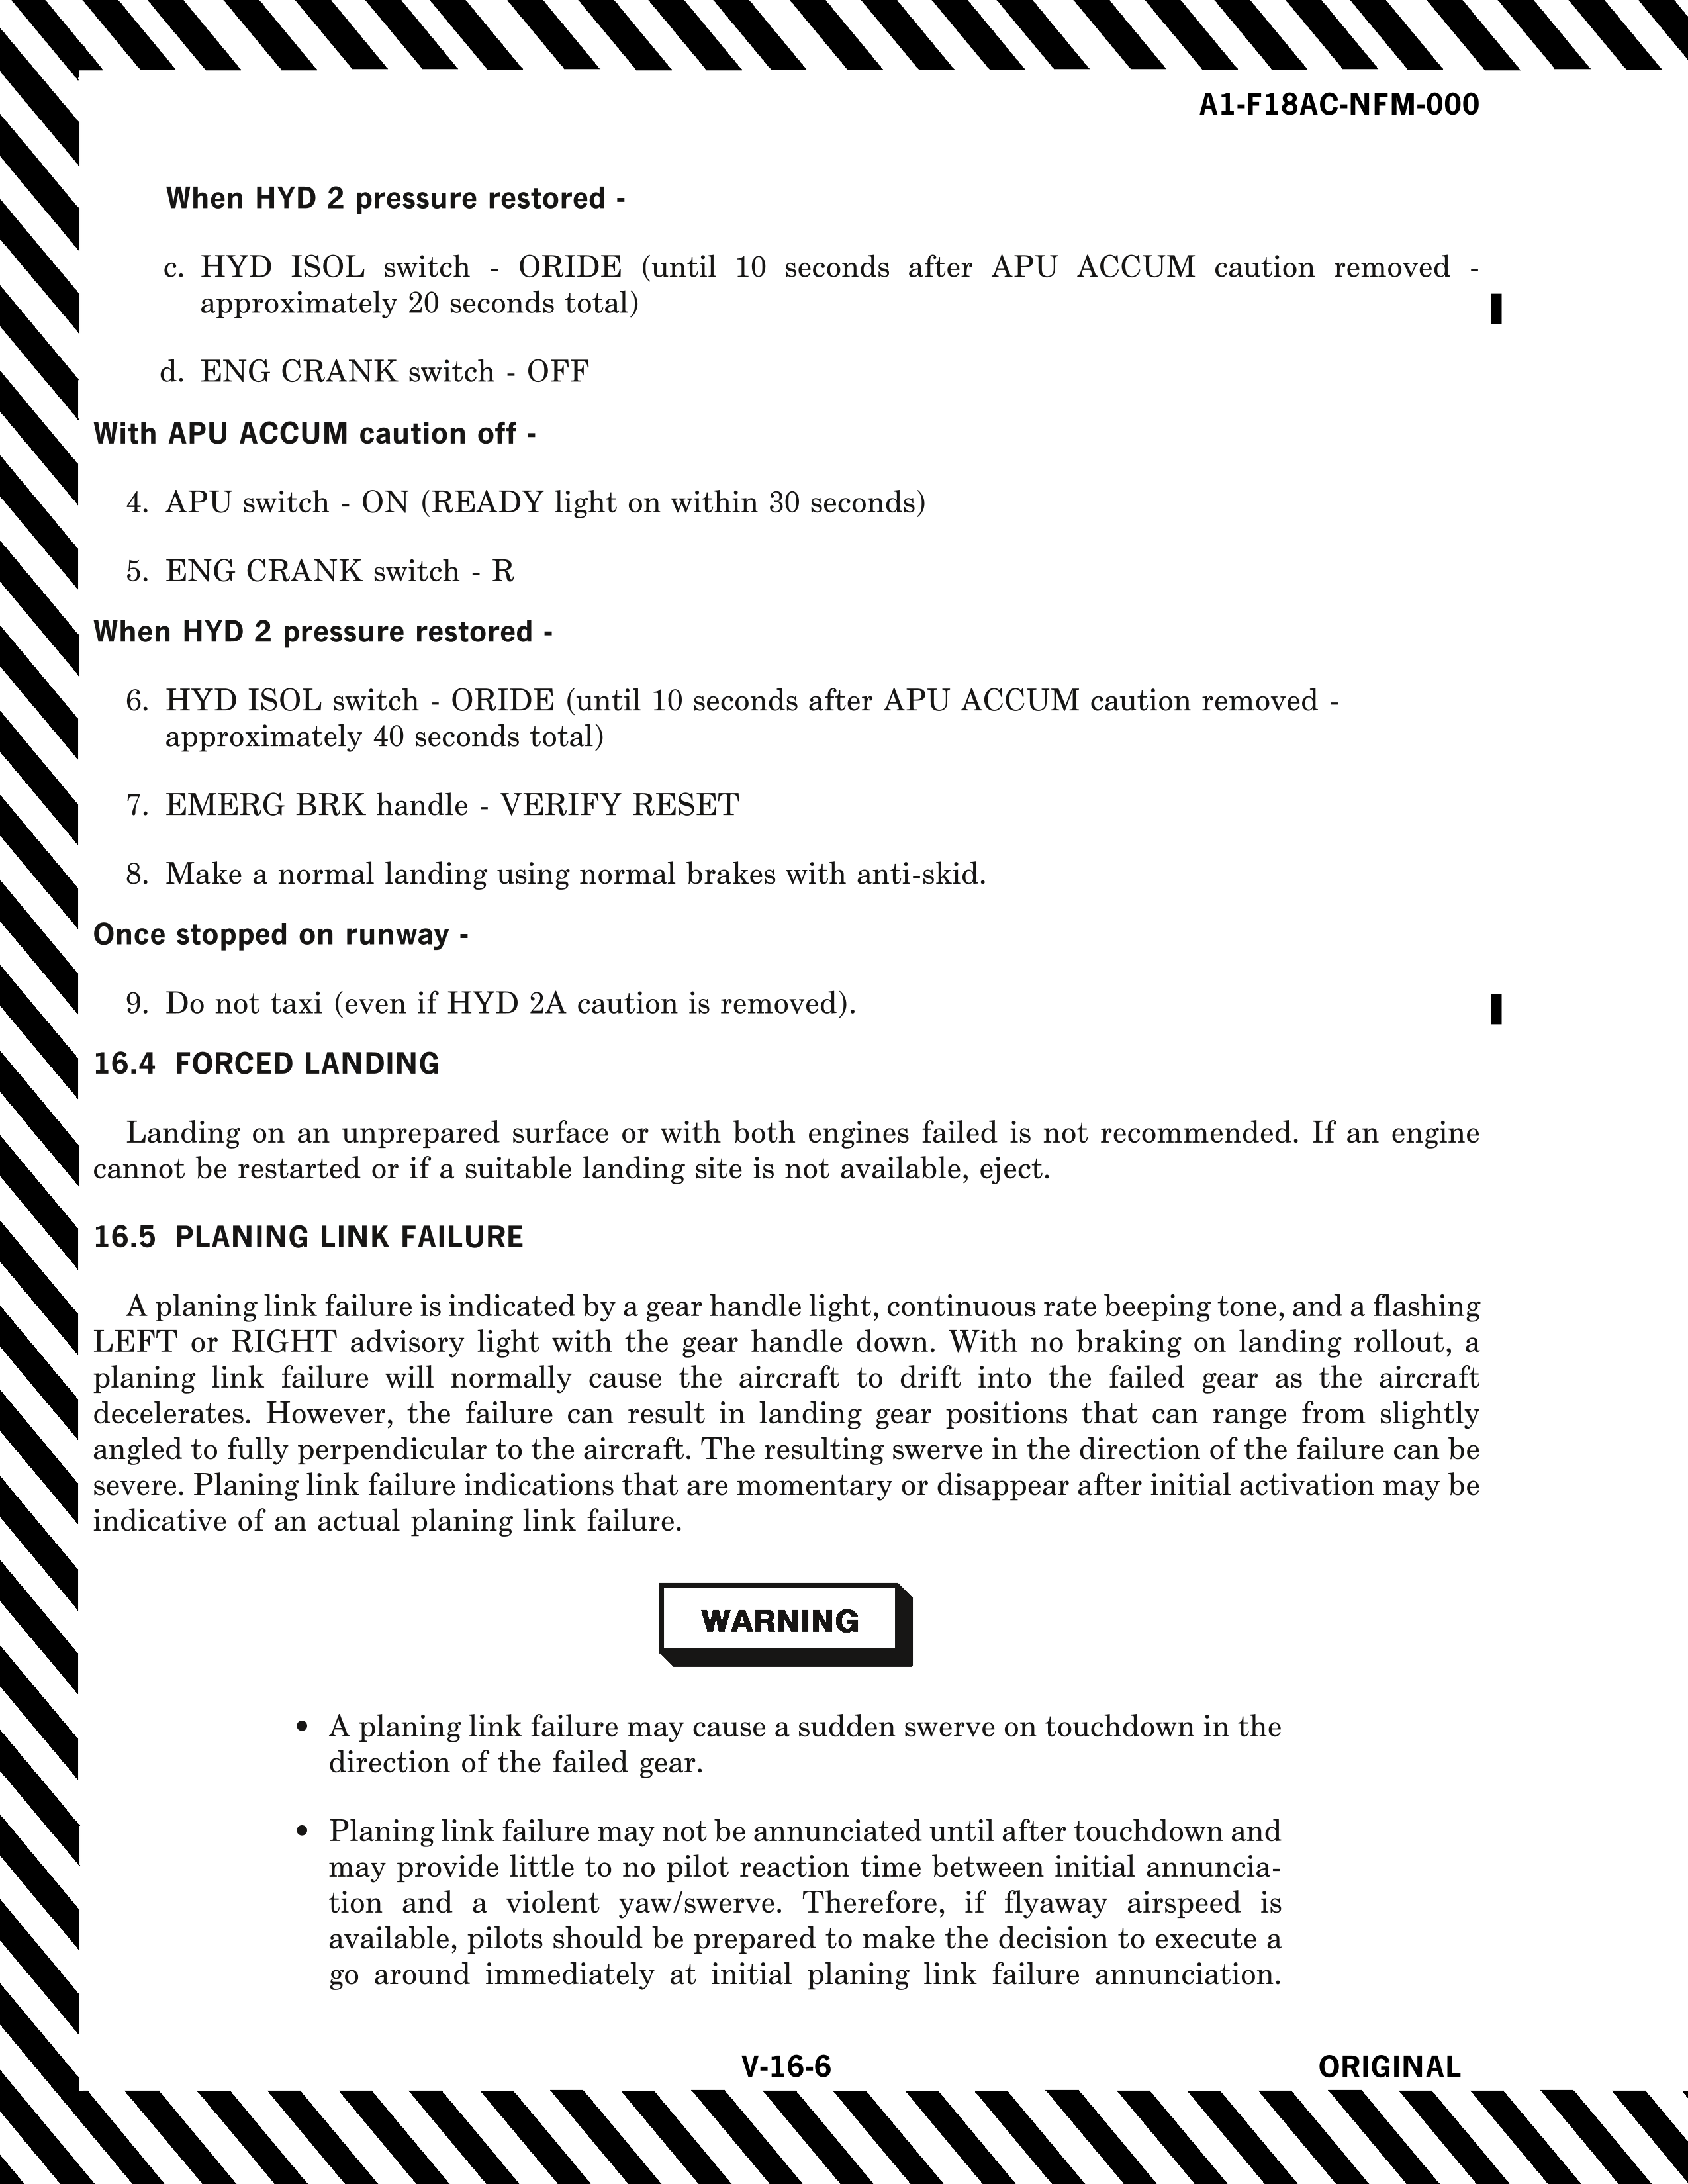 A1-F18AC-NFM-000
When HYD 2 pressure restored -
c. HYD ISOL switch - ORIDE (until 10 seconds after APU ACCUM caution removed -
approximately 20 seconds total)
d. ENG CRANK switch - OFF
With APU ACCUM caution off -
4. APU switch - ON (READY light on within 30 seconds)
5. ENG CRANK switch - R
When HYD 2 pressure restored -
6. HYD ISOL switch - ORIDE (until 10 seconds after APU ACCUM caution removed -
approximately 40 seconds total)
7. EMERG BRK handle - VERIFY RESET
8. Make a normal landing using normal brakes with anti-skid.
Once stopped on runway -
9. Do not taxi (even if HYD 2A caution is removed).
16.4 FORCED LANDING
Landing on an unprepared surface or with both engines failed is not recommended. If an engine
cannot be restarted or if a suitable landing site is not available, eject.
16.5 PLANING LINK FAILURE
A planing link failure is indicated by a gear handle light, continuous rate beeping tone, and a flashing
LEFT or RIGHT advisory light with the gear handle down. With no braking on landing rollout, a
planing link failure will normally cause the aircraft to drift into the failed gear as the aircraft
decelerates. However, the failure can result in landing gear positions that can range from slightly
angled to fully perpendicular to the aircraft. The resulting swerve in the direction of the failure can be
severe. Planing link failure indications that are momentary or disappear after initial activation may be
indicative of an actual planing link failure.
WARNING
• A planing link failure may cause a sudden swerve on touchdown in the
direction of the failed gear.
• Planing link failure may not be annunciated until after touchdown and
may provide little to no pilot reaction time between initial annuncia-
tion and a violent yaw/swerve. Therefore, if flyaway airspeed is
available, pilots should be prepared to make the decision to execute a
go around immediately at initial planing link failure annunciation.
V-16-6
ORIGINAL